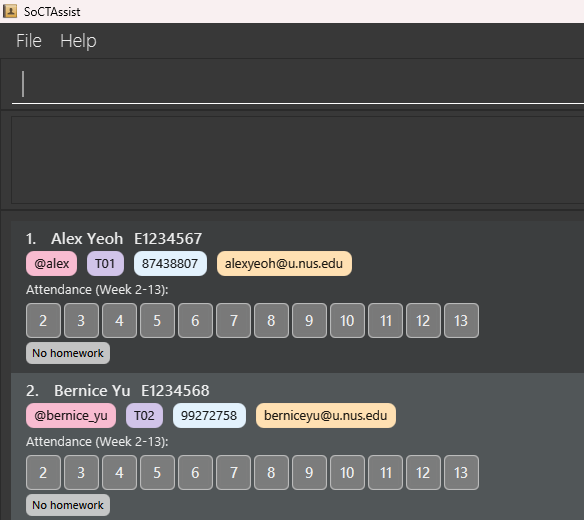 SoCTAssist
File Help
1. Alex Yeoh E1234567
@alex T01 87438807 alexyeoh@u.nus.edu
Attendance (Week 2-13):
2 3 4 5 6 7 8 9 10 11 12 13
No homework
2. Bernice Yu E1234568
@bernice_yu T02 99272758 berniceyu@u.nus.edu
Attendance (Week 2-13):
2 3 4 5 6 7 8 9 10 11 12 13
No homework